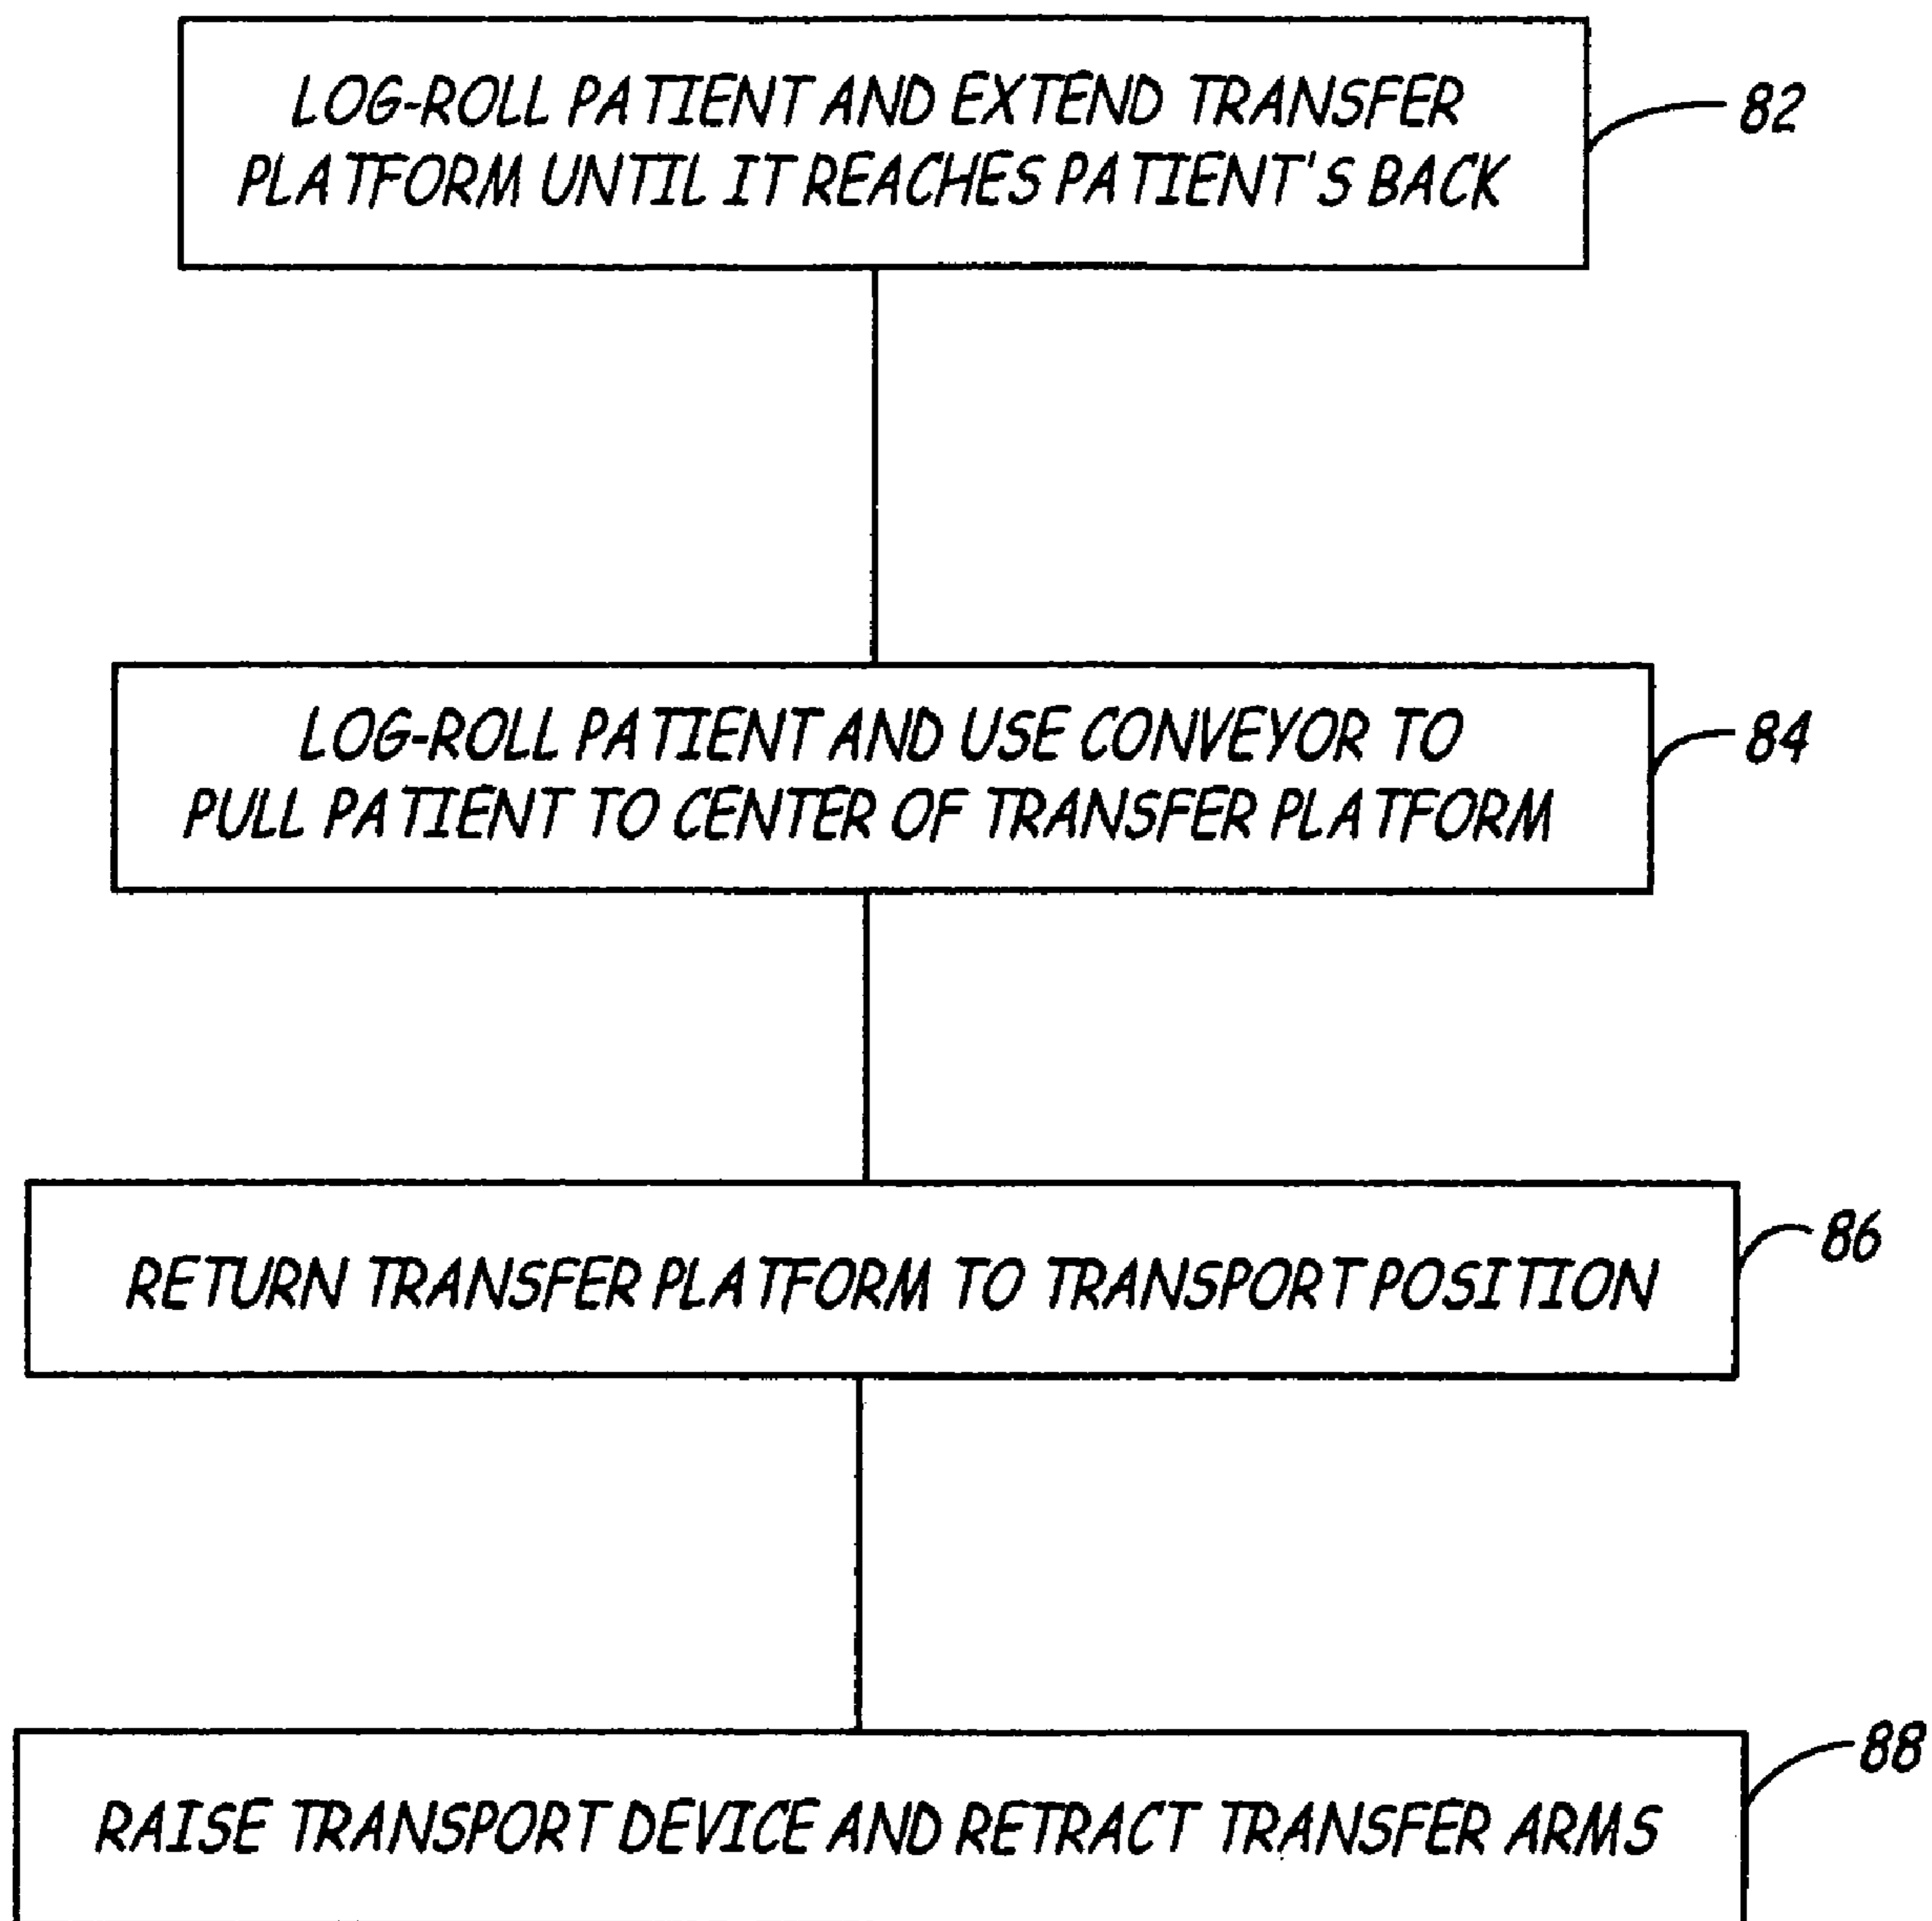 LOG-ROLL PATIENT AND EXTEND TRANSFER
PLATFORM UNTIL IT REACHES PATIENT'S BACK
82
LOG-ROLL PATIENT AND USE CONVEYOR TO
PULL PATIENT TO CENTER OF TRANSFER PLATFORM
84
RETURN TRANSFER PLATFORM TO TRANSPORT POSITION
86
RAISE TRANSPORT DEVICE AND RETRACT TRANSFER ARMS
88